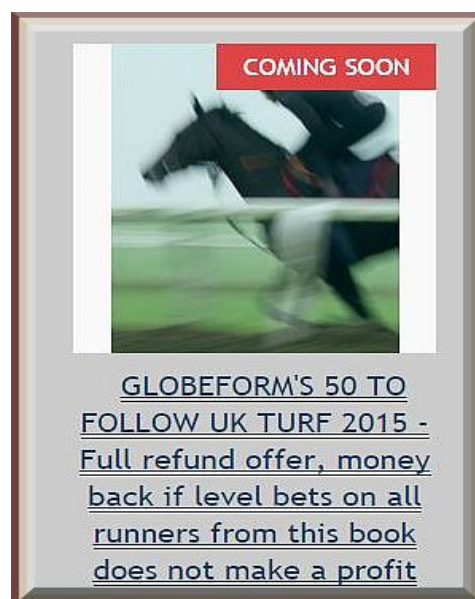 COMING SOON
GLOBEFORM'S 50 TO
FOLLOW UK TURF 2015 -
Full refund offer, money
back if level bets on all
runners from this book
does not make a profit